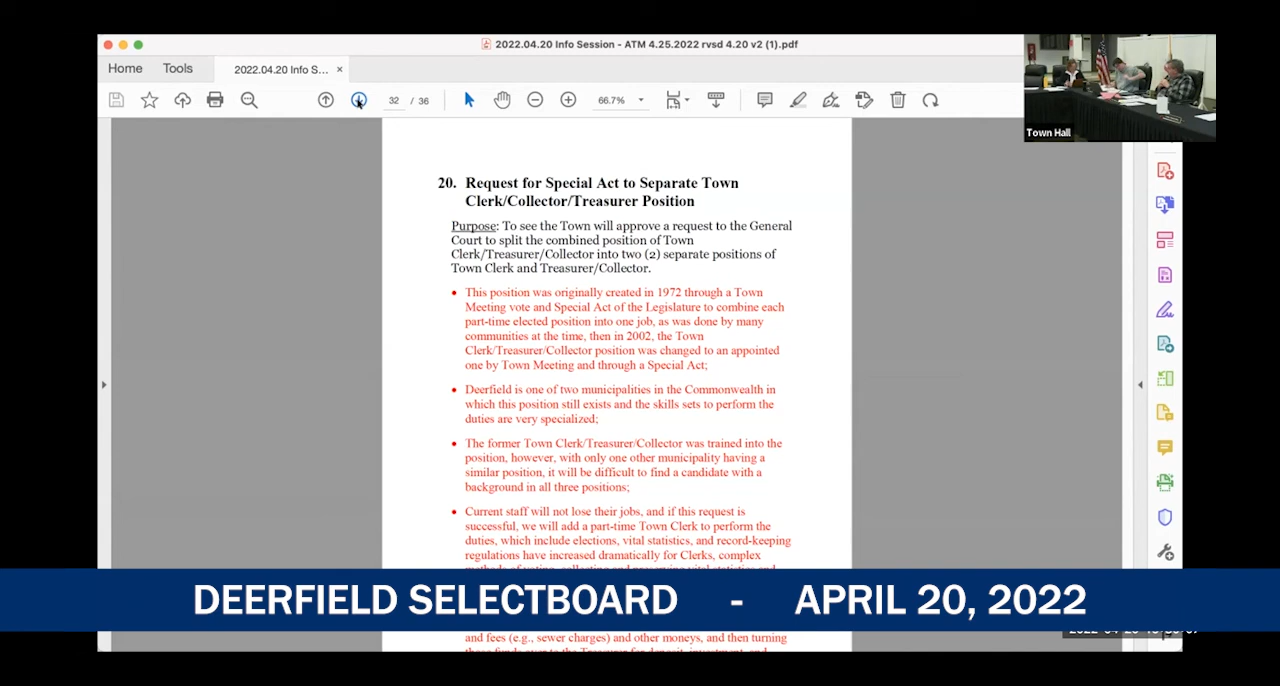 2022.04.20 Info Session - ATM 4.25.2022 rvsd 4.20 v2 (1).pdf
Home Tools 2022.04.20 Info S... ×
32 / 36 66.7%
Town Hall
20. Request for Special Act to Separate Town
Clerk/Collector/Treasurer Position
Purpose: To see the Town will approve a request to the General
Court to split the combined position of Town
Clerk/Treasurer/Collector into two (2) separate positions of
Town Clerk and Treasurer/Collector.
• This position was originally created in 1972 through a Town
Meeting vote and Special Act of the Legislature to combine each
part-time elected position into one job, as was done by many
communities at the time, then in 2002, the Town
Clerk/Treasurer/Collector position was changed to an appointed
one by Town Meeting and through a Special Act;
• Deerfield is one of two municipalities in the Commonwealth in
which this position still exists and the skills sets to perform the
duties are very specialized;
• The former Town Clerk/Treasurer/Collector was trained into the
position, however, with only one other municipality having a
similar position, it will be difficult to find a candidate with a
background in all three positions;
• Current staff will not lose their jobs, and if this request is
successful, we will add a part-time Town Clerk to perform the
duties, which include elections, vital statistics, and record-keeping
regulations have increased dramatically for Clerks, complex
DEERFIELD SELECTBOARD - APRIL 20, 2022
and fees (e.g., sewer charges) and other moneys, and then turning